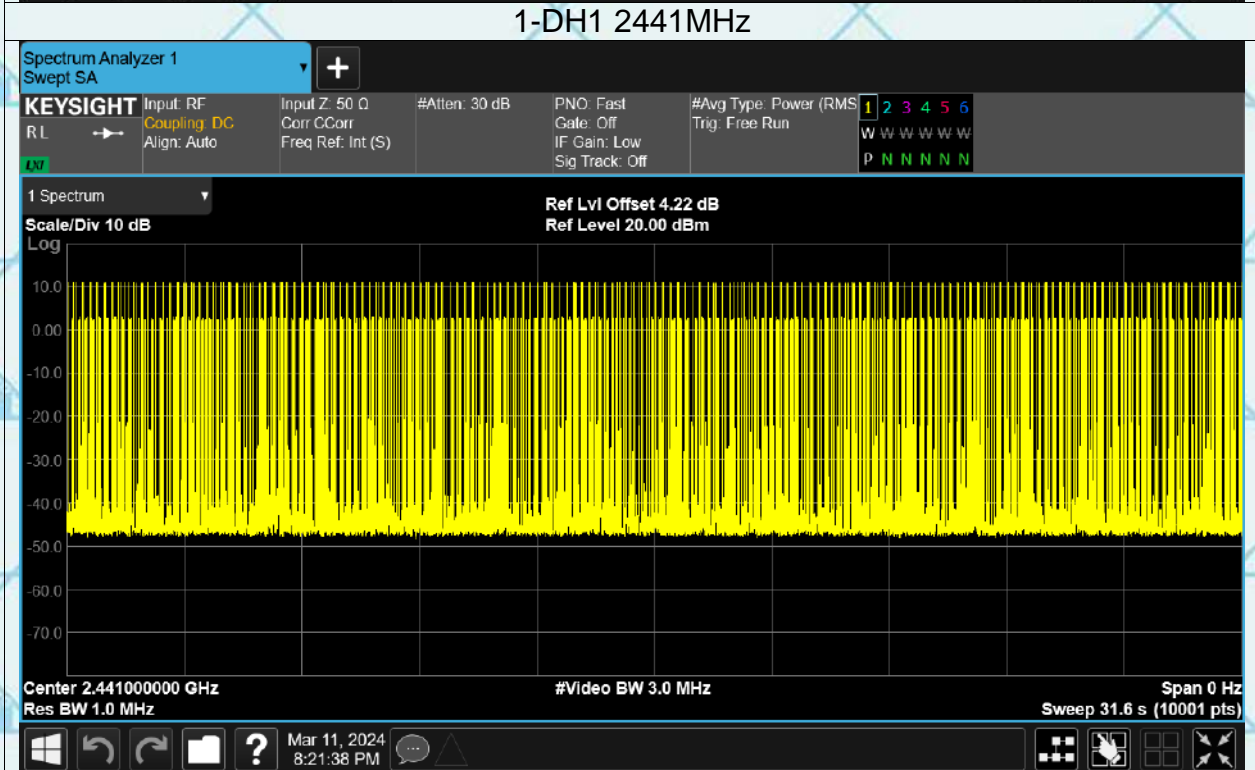 1-DH1 2441MHz
Spectrum Analyzer 1
Swept SA
+
KEYSIGHT
RL
LXI
Input: RF
Coupling: DC
Align: Auto
Input Z: 50 Ω
Corr CCorr
Freq Ref: Int (S)
#Atten: 30 dB
PNO: Fast
Gate: Off
IF Gain: Low
Sig Track: Off
#Avg Type: Power (RMS
Trig: Free Run
1 2 3 4 5 6
W W W W W W
P N N N N N
1 Spectrum
Scale/Div 10 dB
Ref Lvl Offset 4.22 dB
Ref Level 20.00 dBm
Log
10.0
0.00
-10.0
-20.0
-30.0
-40.0
-50.0
-60.0
-70.0
Center 2.441000000 GHz
#Video BW 3.0 MHz
Span 0 Hz
Res BW 1.0 MHz
Sweep 31.6 s (10001 pts)
?
Mar 11, 2024
8:21:38 PM